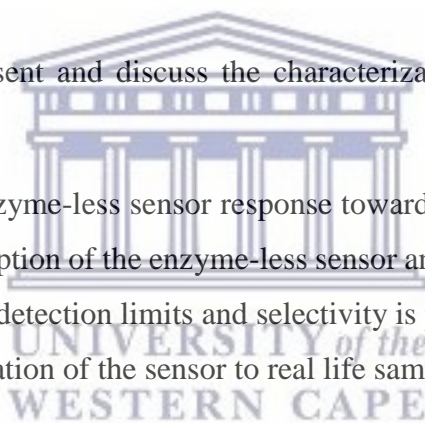 sent and discuss the characteriza
zyme-less sensor response toward
ption of the enzyme-less sensor an
detection limits and selectivity is
UNIVERSITY of the
ation of the sensor to real life sam
WESTERN CAPE